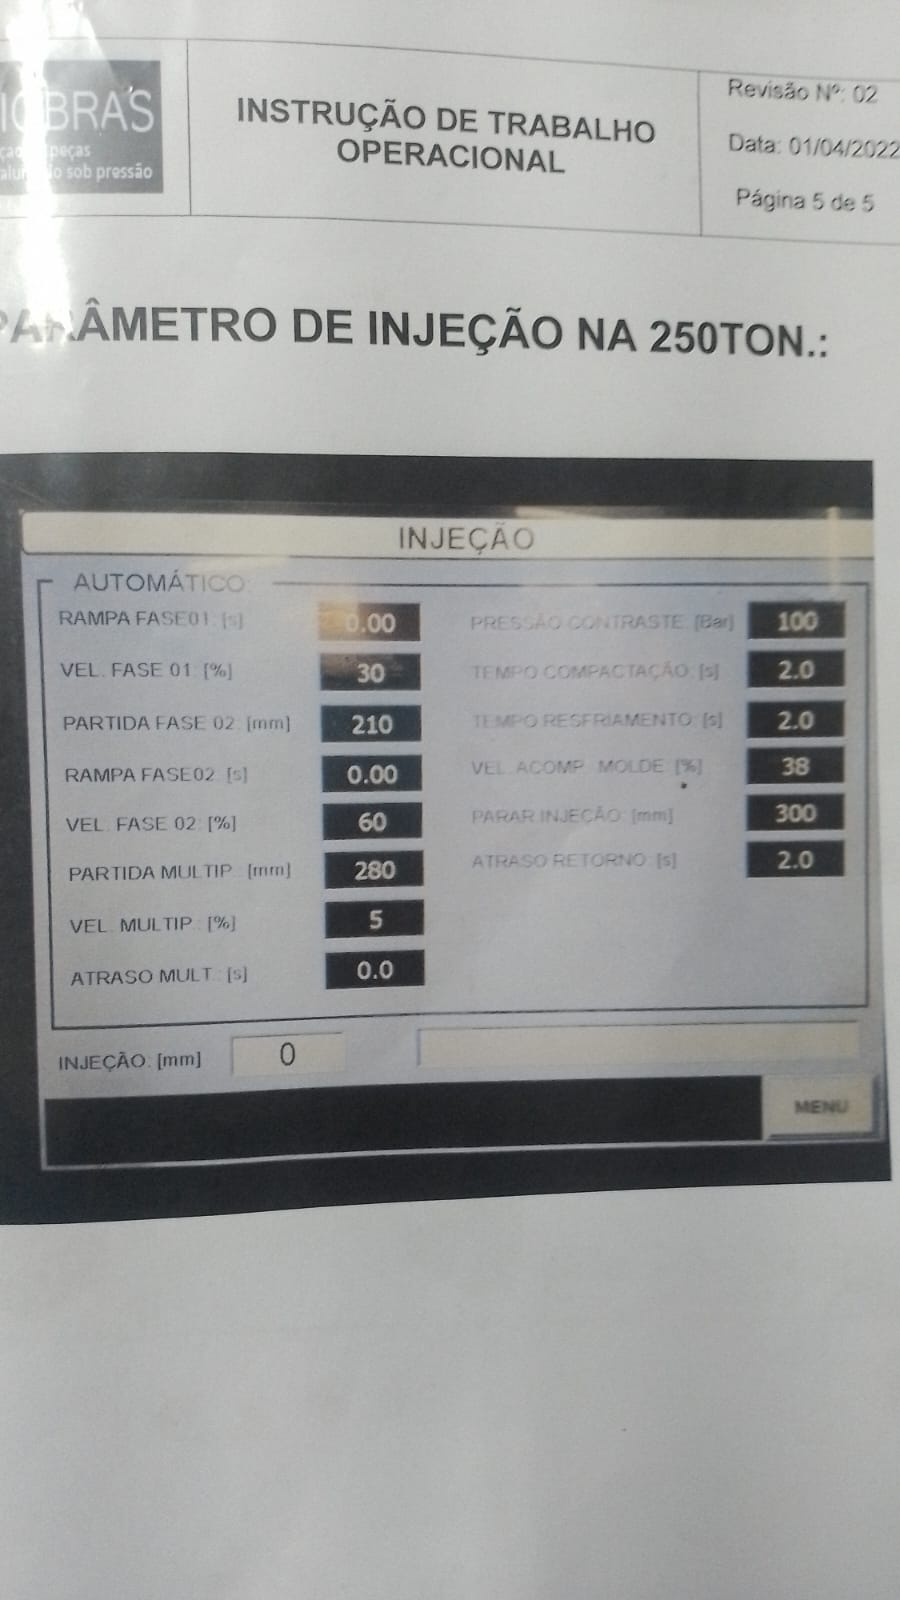 IOBRAS
peças
sob pressão
INSTRUÇÃO DE TRABALHO
OPERACIONAL
Revisão Nº: 02
Data: 01/04/2022
Página 5 de 5
PARÂMETRO DE INJEÇÃO NA 250TON.:
INJEÇÃO
AUTOMÁTICO:
RAMPA FASE01: [s] 0.00
VEL. FASE 01: [%] 30
PARTIDA FASE 02: [mm] 210
RAMPA FASE02: [s] 0.00
VEL. FASE 02: [%] 60
PARTIDA MULTIP.: [mm] 280
VEL. MULTIP.: [%] 5
ATRASO MULT.: [s] 0.0
PRESSÃO CONTRASTE: [Bar] 100
TEMPO COMPACTAÇÃO: [s] 2.0
TEMPO RESFRIAMENTO: [s] 2.0
VEL. ACOMP. MOLDE: [%] 38
PARAR INJEÇÃO: [mm] 300
ATRASO RETORNO: [s] 2.0
INJEÇÃO: [mm] 0
MENU